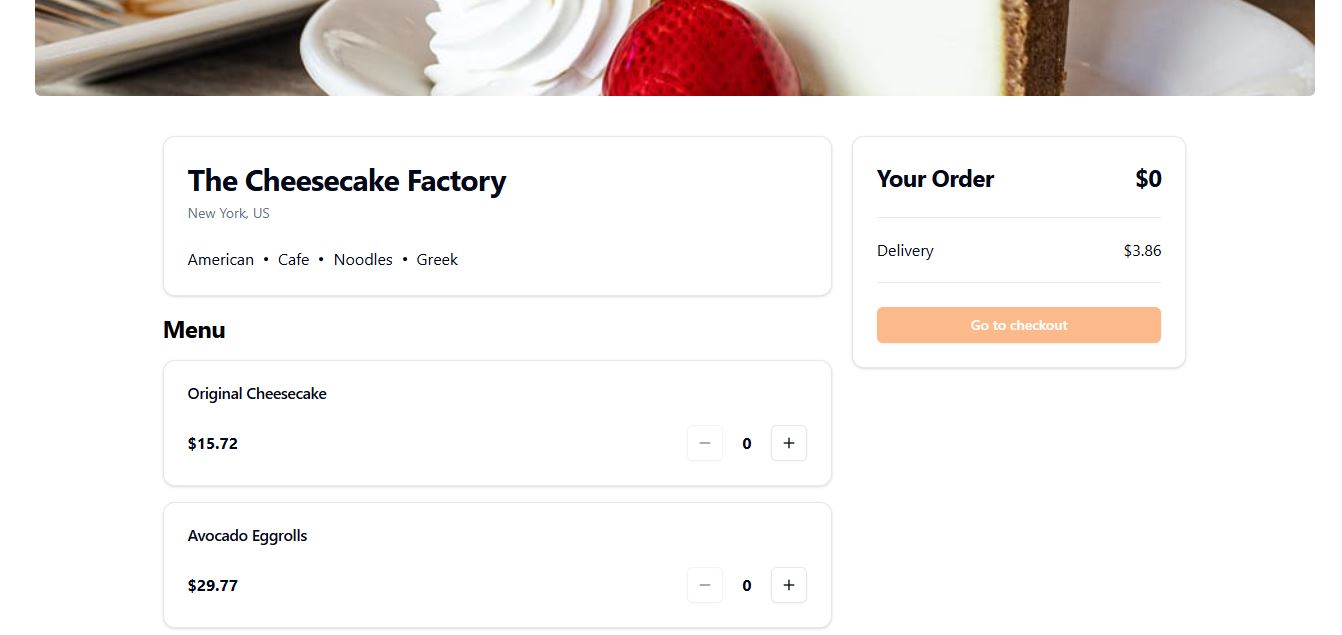 The Cheesecake Factory
New York, US
American • Cafe • Noodles • Greek
Your Order $0
Delivery $3.86
Go to checkout
Menu
Original Cheesecake
$15.72 − 0 +
Avocado Eggrolls
$29.77 − 0 +